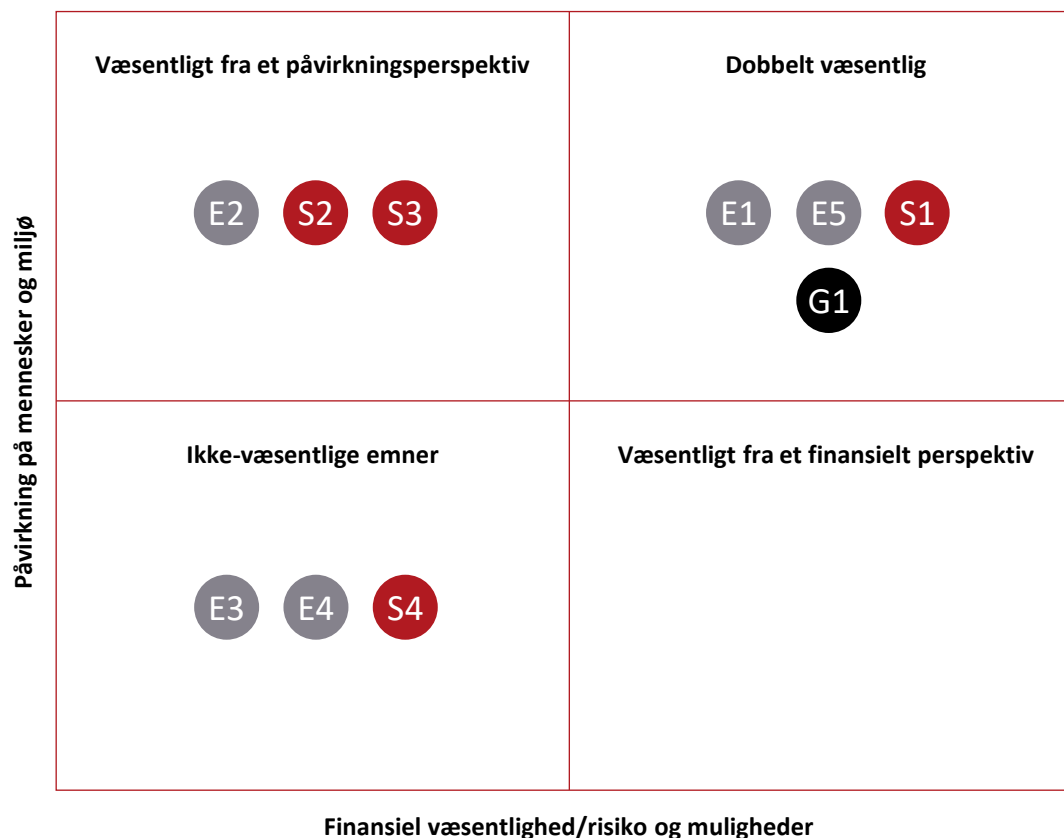 Påvirkning på mennesker og miljø
Væsentligt fra et påvirkningsperspektiv
E2 S2 S3
Dobbelt væsentlig
E1 E5 S1
G1
Ikke-væsentlige emner
E3 E4 S4
Væsentligt fra et finansielt perspektiv
Finansiel væsentlighed/risiko og muligheder